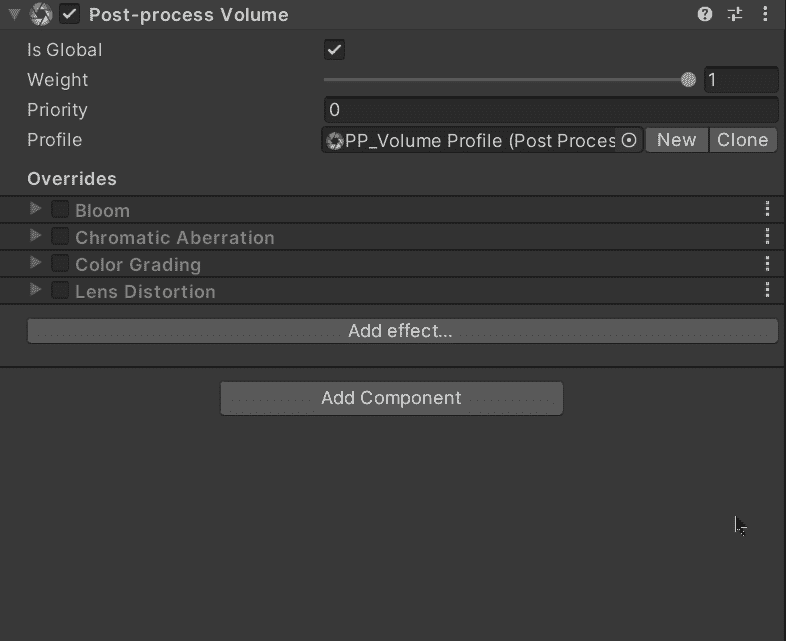 Post-process Volume
Is Global
Weight 1
Priority 0
Profile PP_Volume Profile (Post Proces New Clone
Overrides
Bloom
Chromatic Aberration
Color Grading
Lens Distortion
Add effect...
Add Component